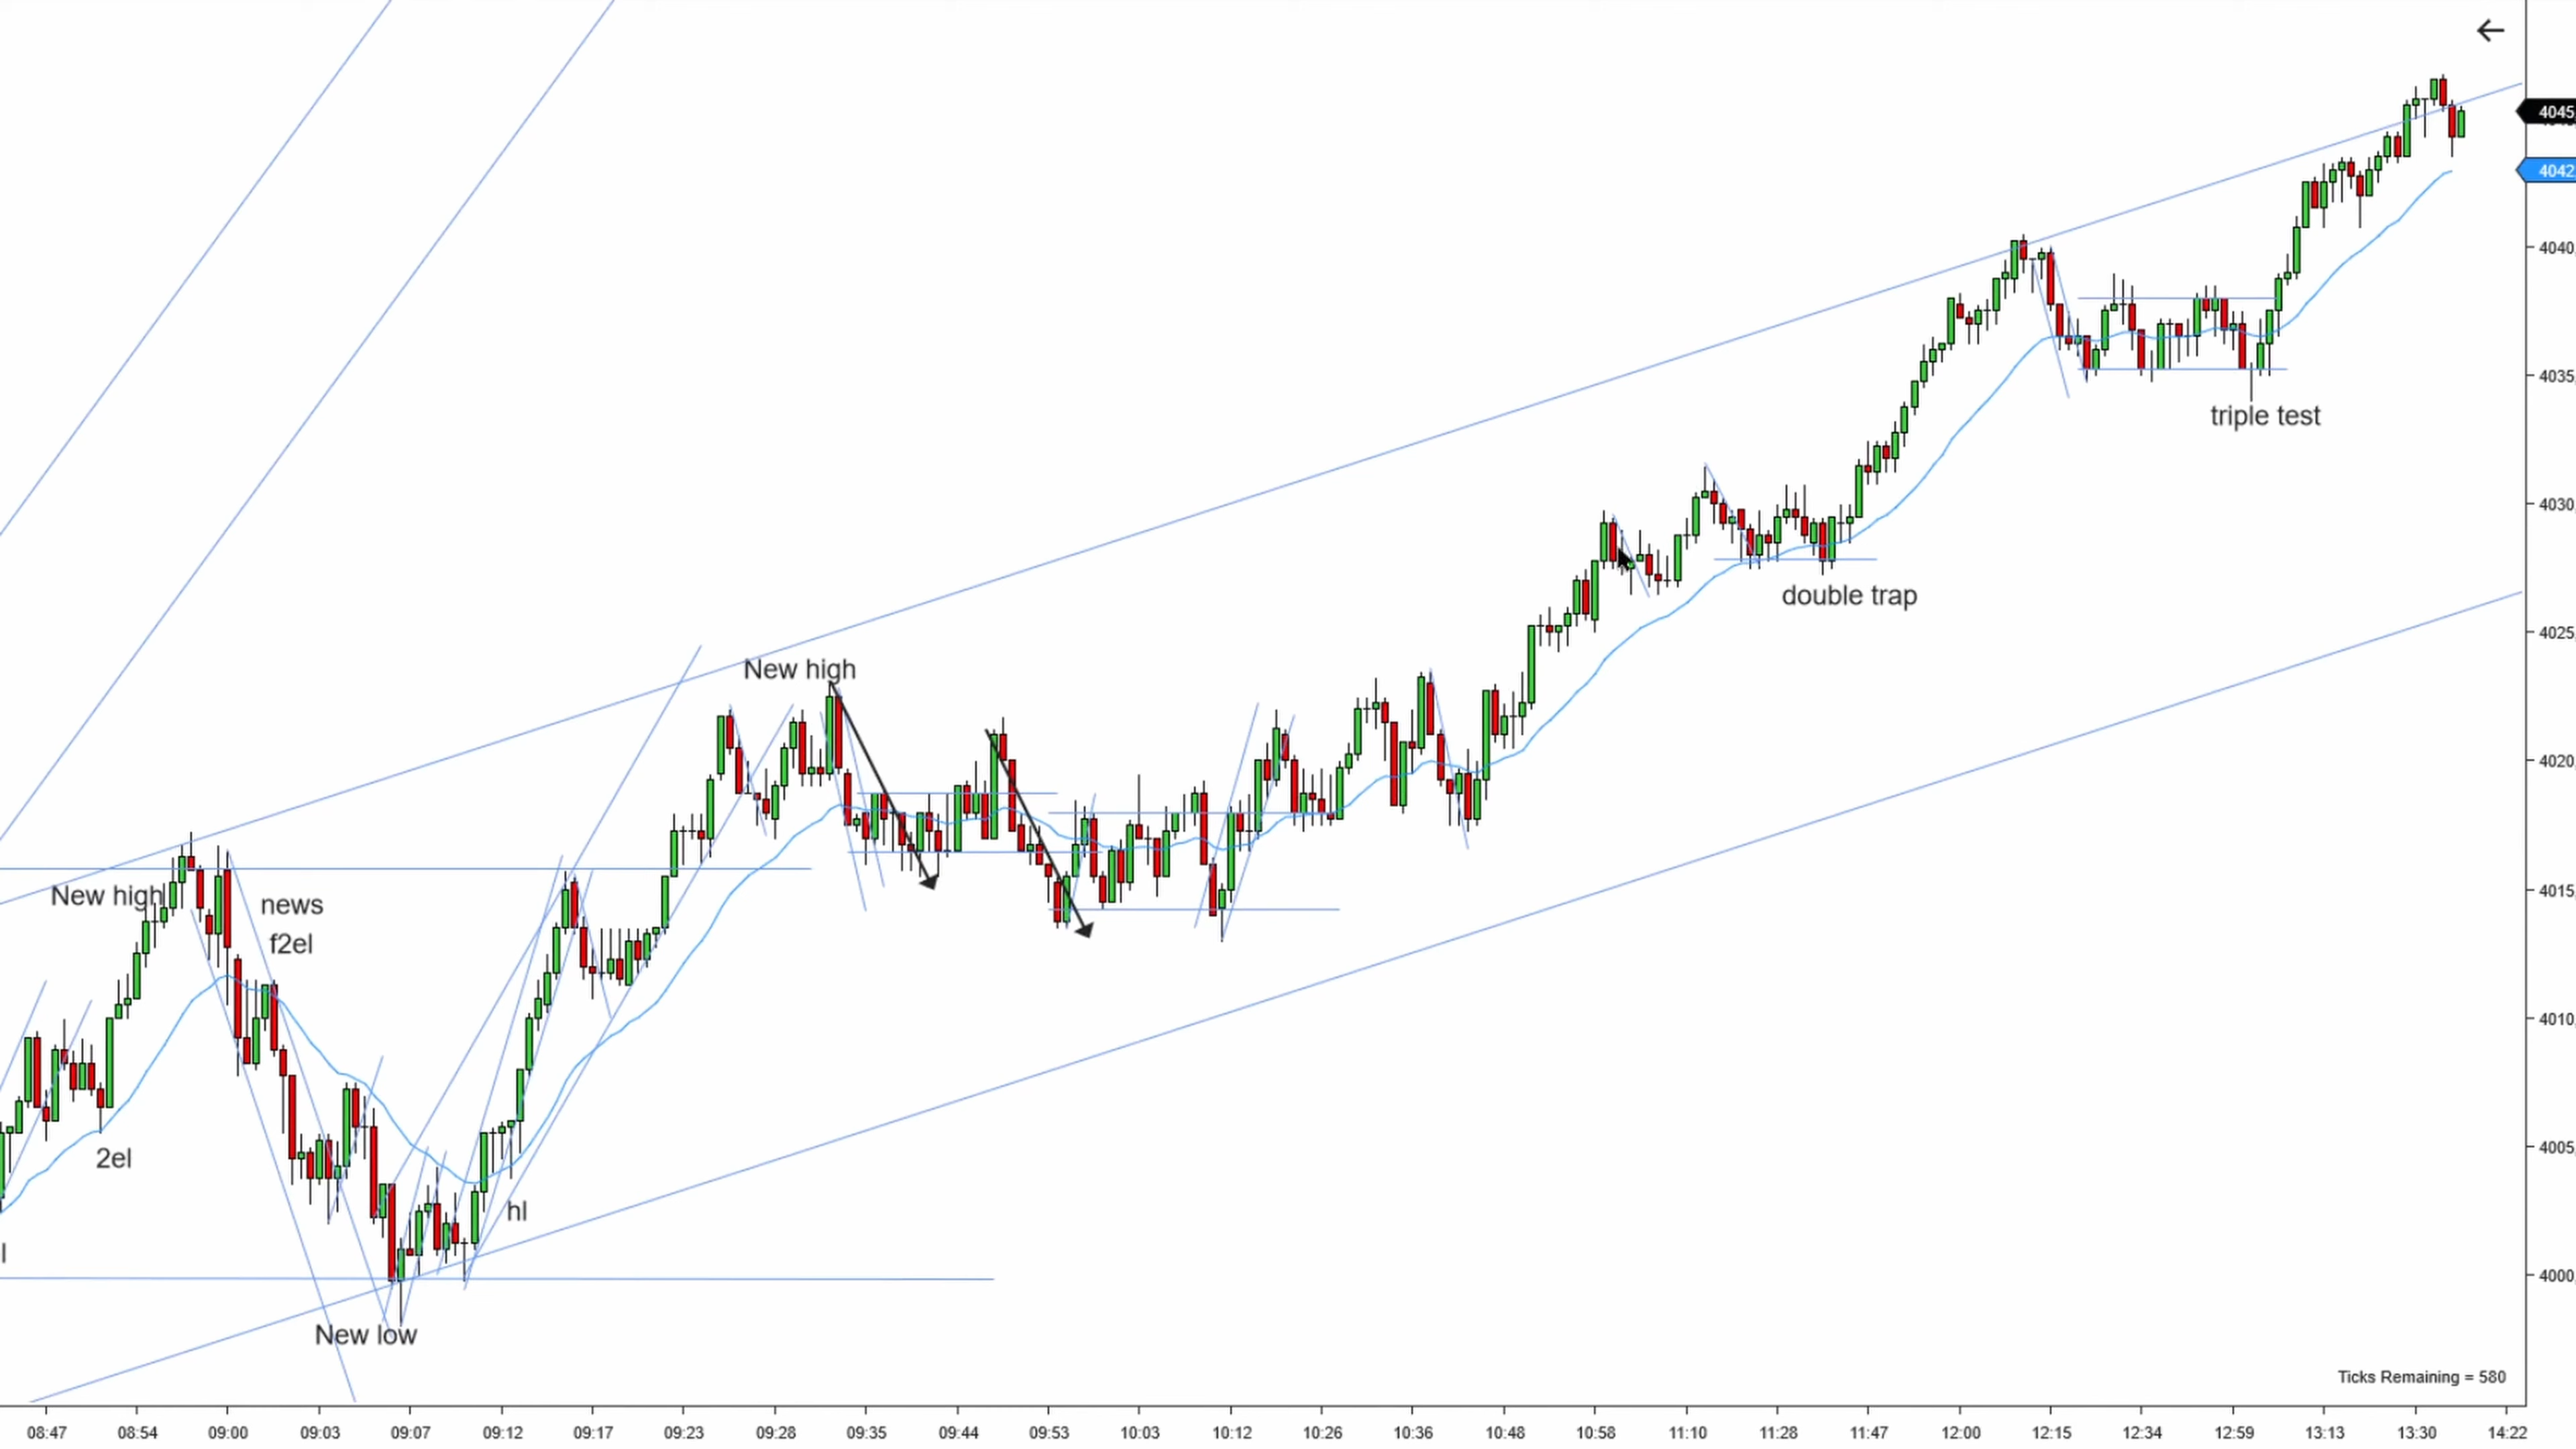 4045
4042
4040
triple test
4035
4030
double trap
4025
New high
4020
New high
news
f2el
4015
4010
2el
4005
hl
l
4000
New low
Ticks Remaining = 580
08:47 08:54 09:00 09:03 09:07 09:12 09:17 09:23 09:28 09:35 09:44 09:53 10:03 10:12 10:26 10:36 10:48 10:58 11:10 11:28 11:47 12:00 12:15 12:34 12:59 13:13 13:30 14:22